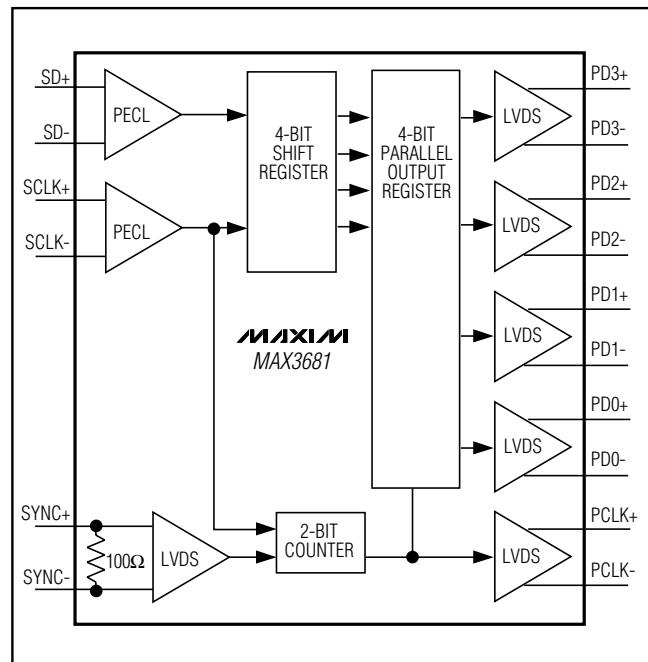 SD+
SD-
SCLK+
SCLK-
SYNC+
SYNC-
100Ω
PECL
PECL
LVDS
4-BIT
SHIFT
REGISTER
4-BIT
PARALLEL
OUTPUT
REGISTER
MAXIM
MAX3681
2-BIT
COUNTER
LVDS
LVDS
LVDS
LVDS
LVDS
PD3+
PD3-
PD2+
PD2-
PD1+
PD1-
PD0+
PD0-
PCLK+
PCLK-